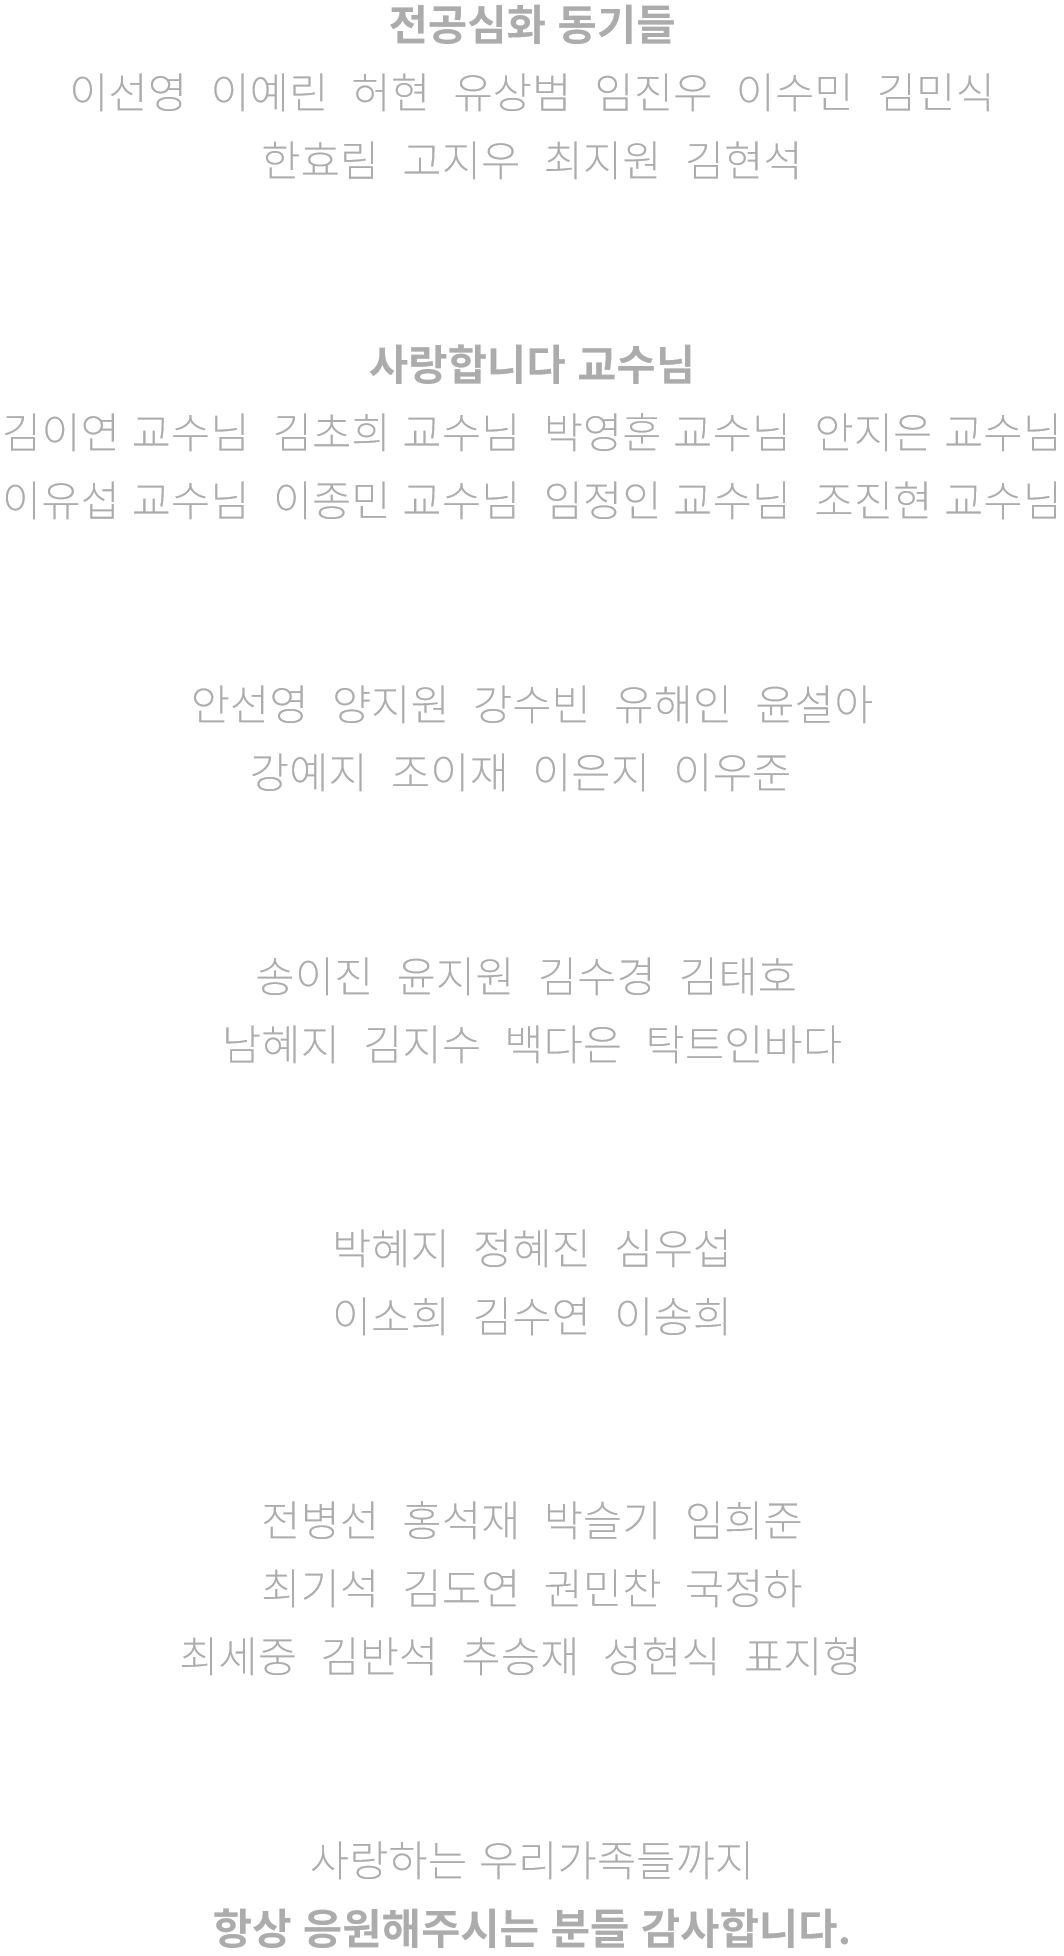 전공심화 동기들
이선영 이예린 허현 유상범 임진우 이수민 김민식
한효림 고지우 최지원 김현석
사랑합니다 교수님
김이연 교수님 김초희 교수님 박영훈 교수님 안지은 교수님
이유섭 교수님 이종민 교수님 임정인 교수님 조진현 교수님
안선영 양지원 강수빈 유해인 윤설아
강예지 조이재 이은지 이우준
송이진 윤지원 김수경 김태호
남혜지 김지수 백다은 탁트인바다
박혜지 정혜진 심우섭
이소희 김수연 이송희
전병선 홍석재 박슬기 임희준
최기석 김도연 권민찬 국정하
최세중 김반석 추승재 성현식 표지형
사랑하는 우리가족들까지
항상 응원해주시는 분들 감사합니다.